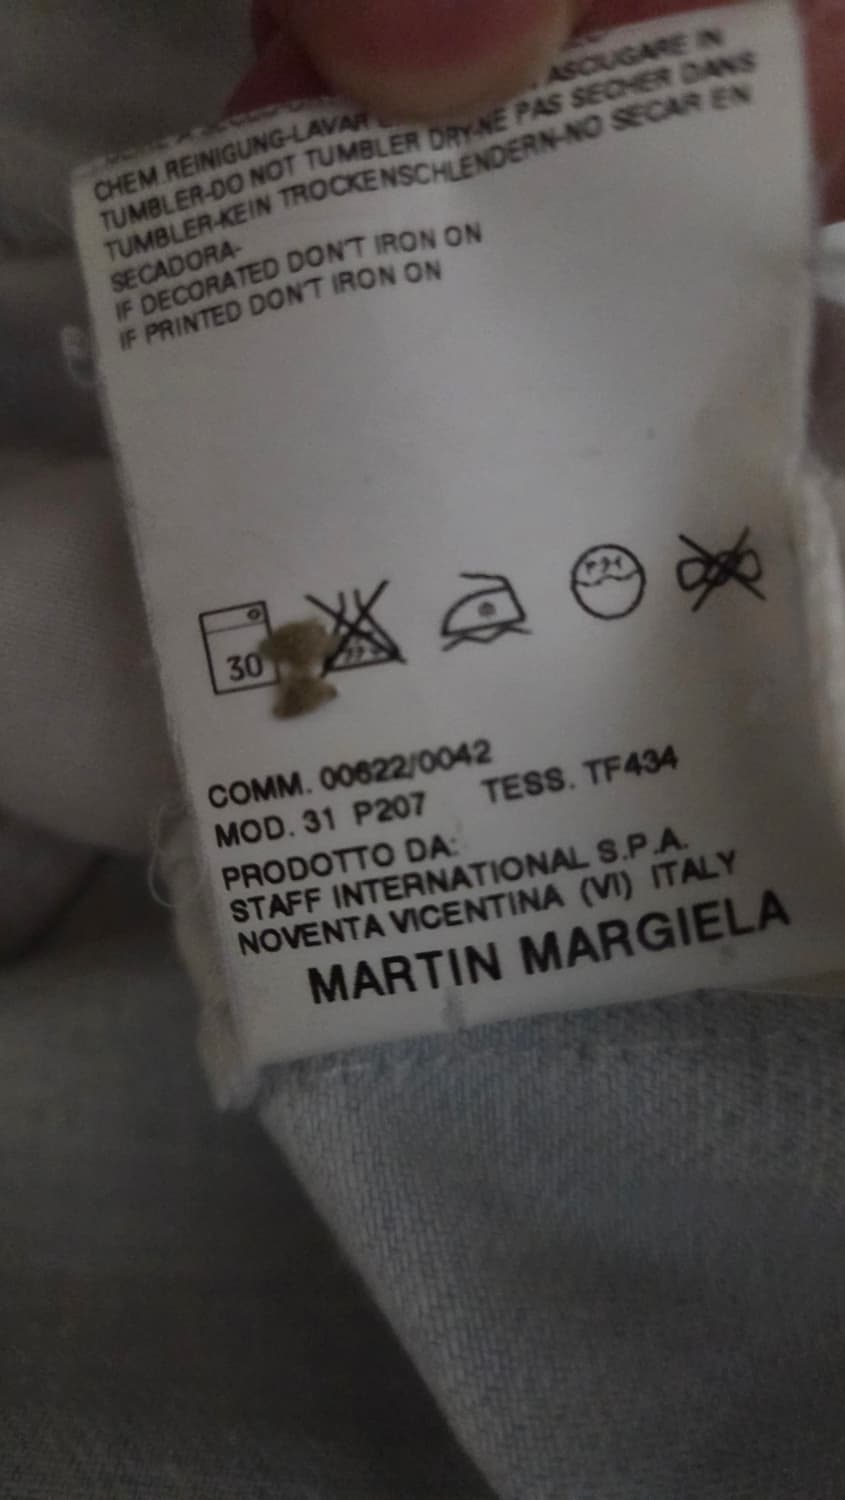 CHEM.REINIGUNG-LAVAR ASCIUGARE IN
TUMBLER-DO NOT TUMBLER DRY-NE PAS SECHER DANS
TUMBLER-KEIN TROCKENSCHLENDERN-NO SECAR EN
SECADORA-
IF DECORATED DON'T IRON ON
IF PRINTED DON'T IRON ON
30
COMM. 00622/0042
MOD. 31 P207 TESS. TF434
PRODOTTO DA:
STAFF INTERNATIONAL S.P.A.
NOVENTA VICENTINA (VI) ITALY
MARTIN MARGIELA